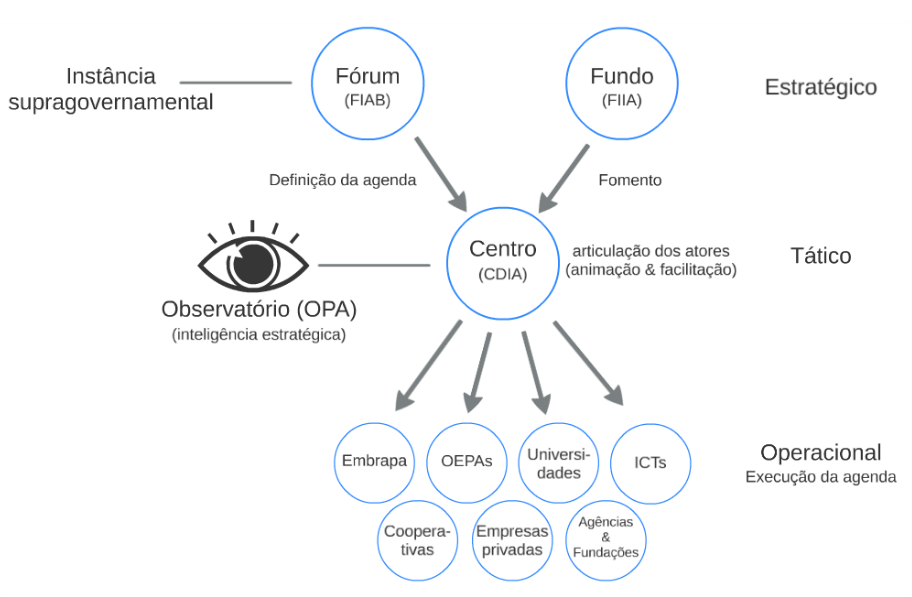 Instância
supragovernamental
Fórum
(FIAB)
Fundo
(FIIA)
Estratégico
Definição da agenda
Fomento
Centro
(CDIA)
articulação dos atores
(animação & facilitação)
Tático
Observatório (OPA)
(inteligência estratégica)
Embrapa
OEPAs
Universi-
dades
ICTs
Operacional
Execução da agenda
Coopera-
tivas
Empresas
privadas
Agências
&
Fundações